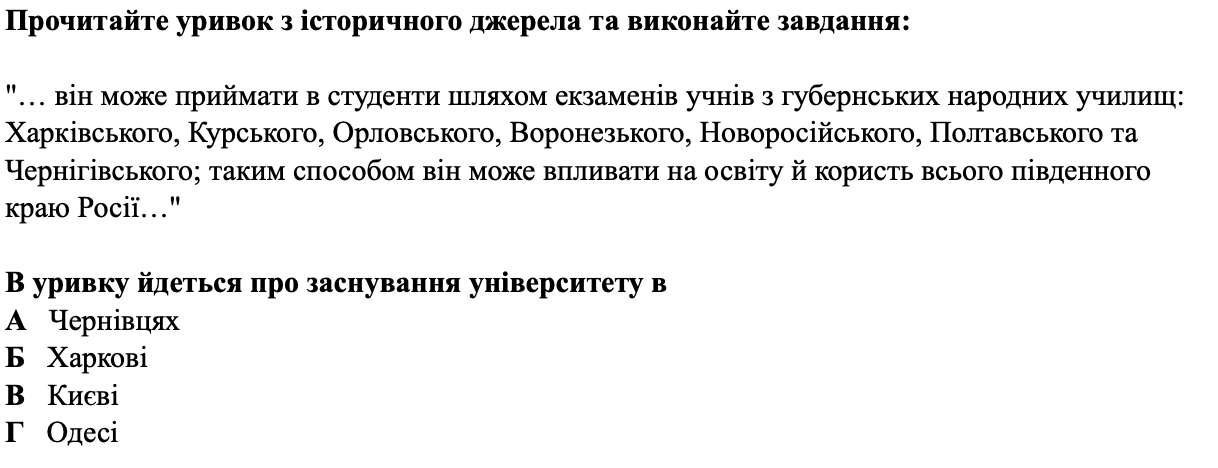 Прочитайте уривок з історичного джерела та виконайте завдання:
"… він може приймати в студенти шляхом екзаменів учнів з губернських народних училищ:
Харківського, Курського, Орловського, Воронезького, Новоросійського, Полтавського та
Чернігівського; таким способом він може впливати на освіту й користь всього південного
краю Росії…"
В уривку йдеться про заснування університету в
А Чернівцях
Б Харкові
В Києві
Г Одесі